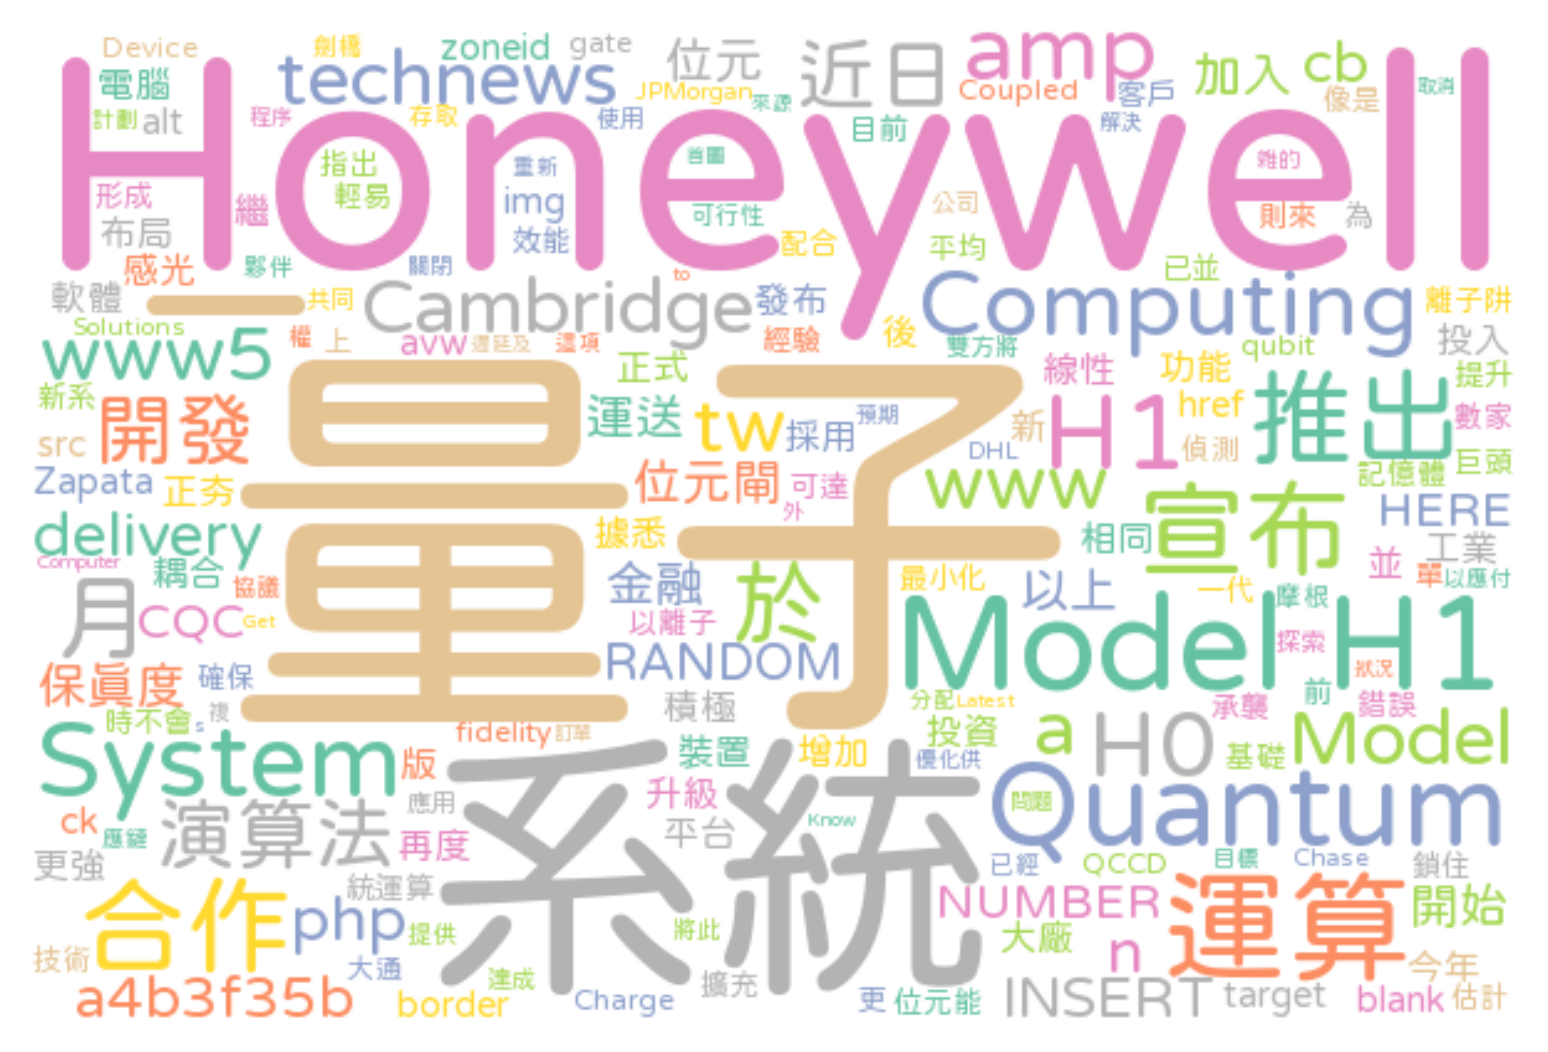 Device 劍橋 zoneid gate 位元 近日 amp 加入 cb 取消
電腦 technews JPMorgan 來源 Coupled 客戶 像是
計劃 alt 程序 存取 使用 目前 解決
Honeywell
指出 重新 首圖 雜的
形成 繼 輕易 img 可行性 公司 則來 為
布局 效能 配合 平均
感光 夥伴 關閉 to 已並
軟體 一 共同 Cambridge 發布 Computing 離子阱
Solutions 權 上 avw 遲延及 這項 經驗 後 雙方將 qubit 投入
www5 正式 線性 功能 提升
新系 開發 量子 運送 tw 採用 預期 新 H1 href 推出 數家
src DHL 偵測
Zapata 正夯 位元閘 可達 www 記憶體 巨頭
外 宣布 HERE
delivery 據悉 相同 工業
Computer 耦合 協議 金融 於 最小化 以上 一代 並 單 以應付
月 CQC Get 以離子 Model H1 摩根
保真度 確保 RANDOM 探索 狀況
時不會 s 複 積極 分配 Latest 前 承襲 錯誤
System fidelity 訂單 裝置 增加 投資 a H0 基礎 Model
版 系統 優化供
ck 演算法 應用 升級 Quantum 問題
應鏈 再度 平台 Know
更強 統運算 已經 QCCD 目標 Chase 鎖住
合作 php 提供 將此 NUMBER 運算 開始
技術 大通 大廠 n 今年
a4b3f35b border 達成 Charge 擴充 更 位元能 INSERT target blank 估計